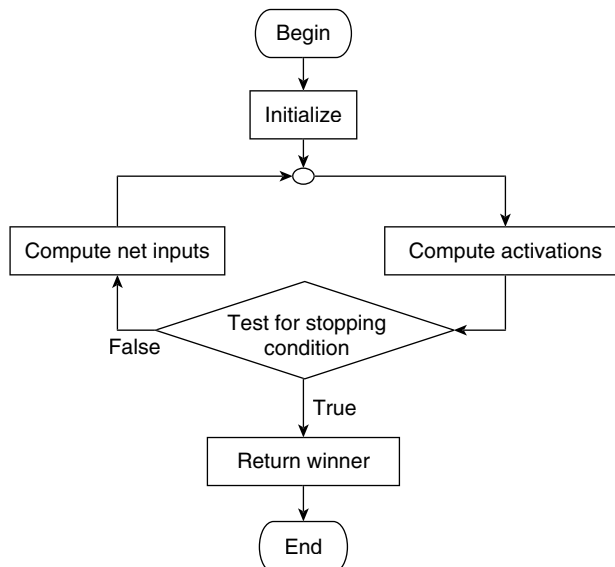 Begin
Initialize
Compute net inputs
Compute activations
Test for stopping
condition
False
True
Return winner
End